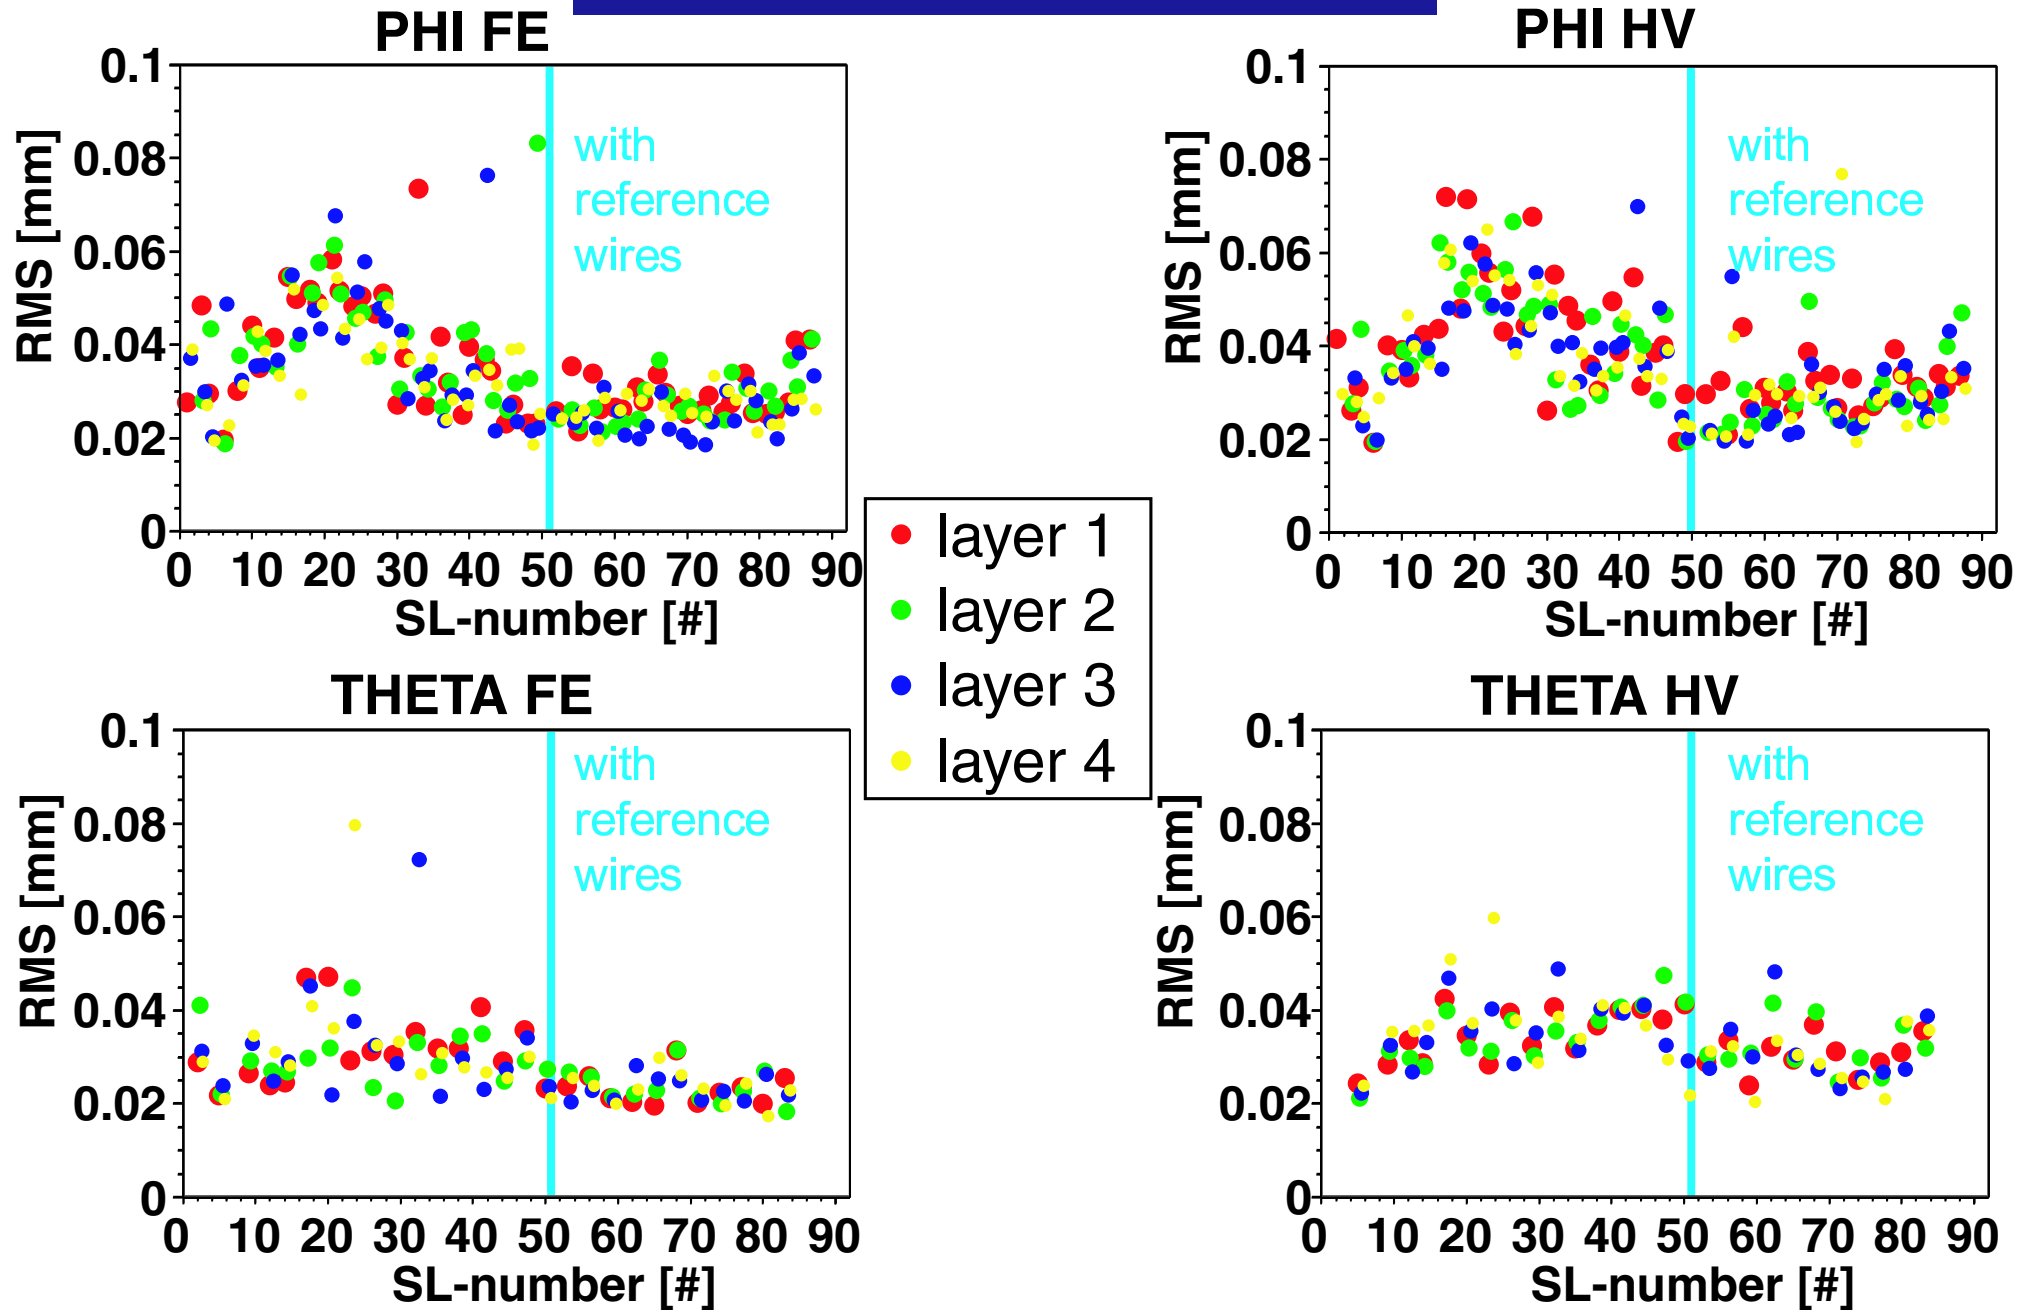 PHI FE
0.1
0.08
0.06
0.04
0.02
0
RMS [mm]
with
reference
wires
0 10 20 30 40 50 60 70 80 90
SL-number [#]
PHI HV
0.1
0.08
0.06
0.04
0.02
0
RMS [mm]
with
reference
wires
0 10 20 30 40 50 60 70 80 90
SL-number [#]
layer 1
layer 2
layer 3
layer 4
THETA FE
0.1
0.08
0.06
0.04
0.02
0
RMS [mm]
with
reference
wires
0 10 20 30 40 50 60 70 80 90
SL-number [#]
THETA HV
0.1
0.08
0.06
0.04
0.02
0
RMS [mm]
with
reference
wires
0 10 20 30 40 50 60 70 80 90
SL-number [#]